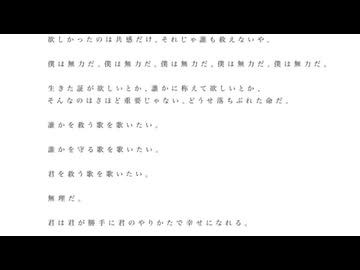 欲しかったのは共感だけ。それじゃ誰も救えないや。
僕は無力だ。僕は無力だ。僕は無力だ。僕は無力だ。僕は無力だ。
生きた証が欲しいとか。誰かに称えて欲しいとか。
そんなのはさほど重要じゃない。どうせ落ちぶれた命だ。
誰かを救う歌を歌いたい。
誰かを守る歌を歌いたい。
君を救う歌を歌いたい。
無理だ。
君は君が勝手に君のやりかたで幸せになれる。